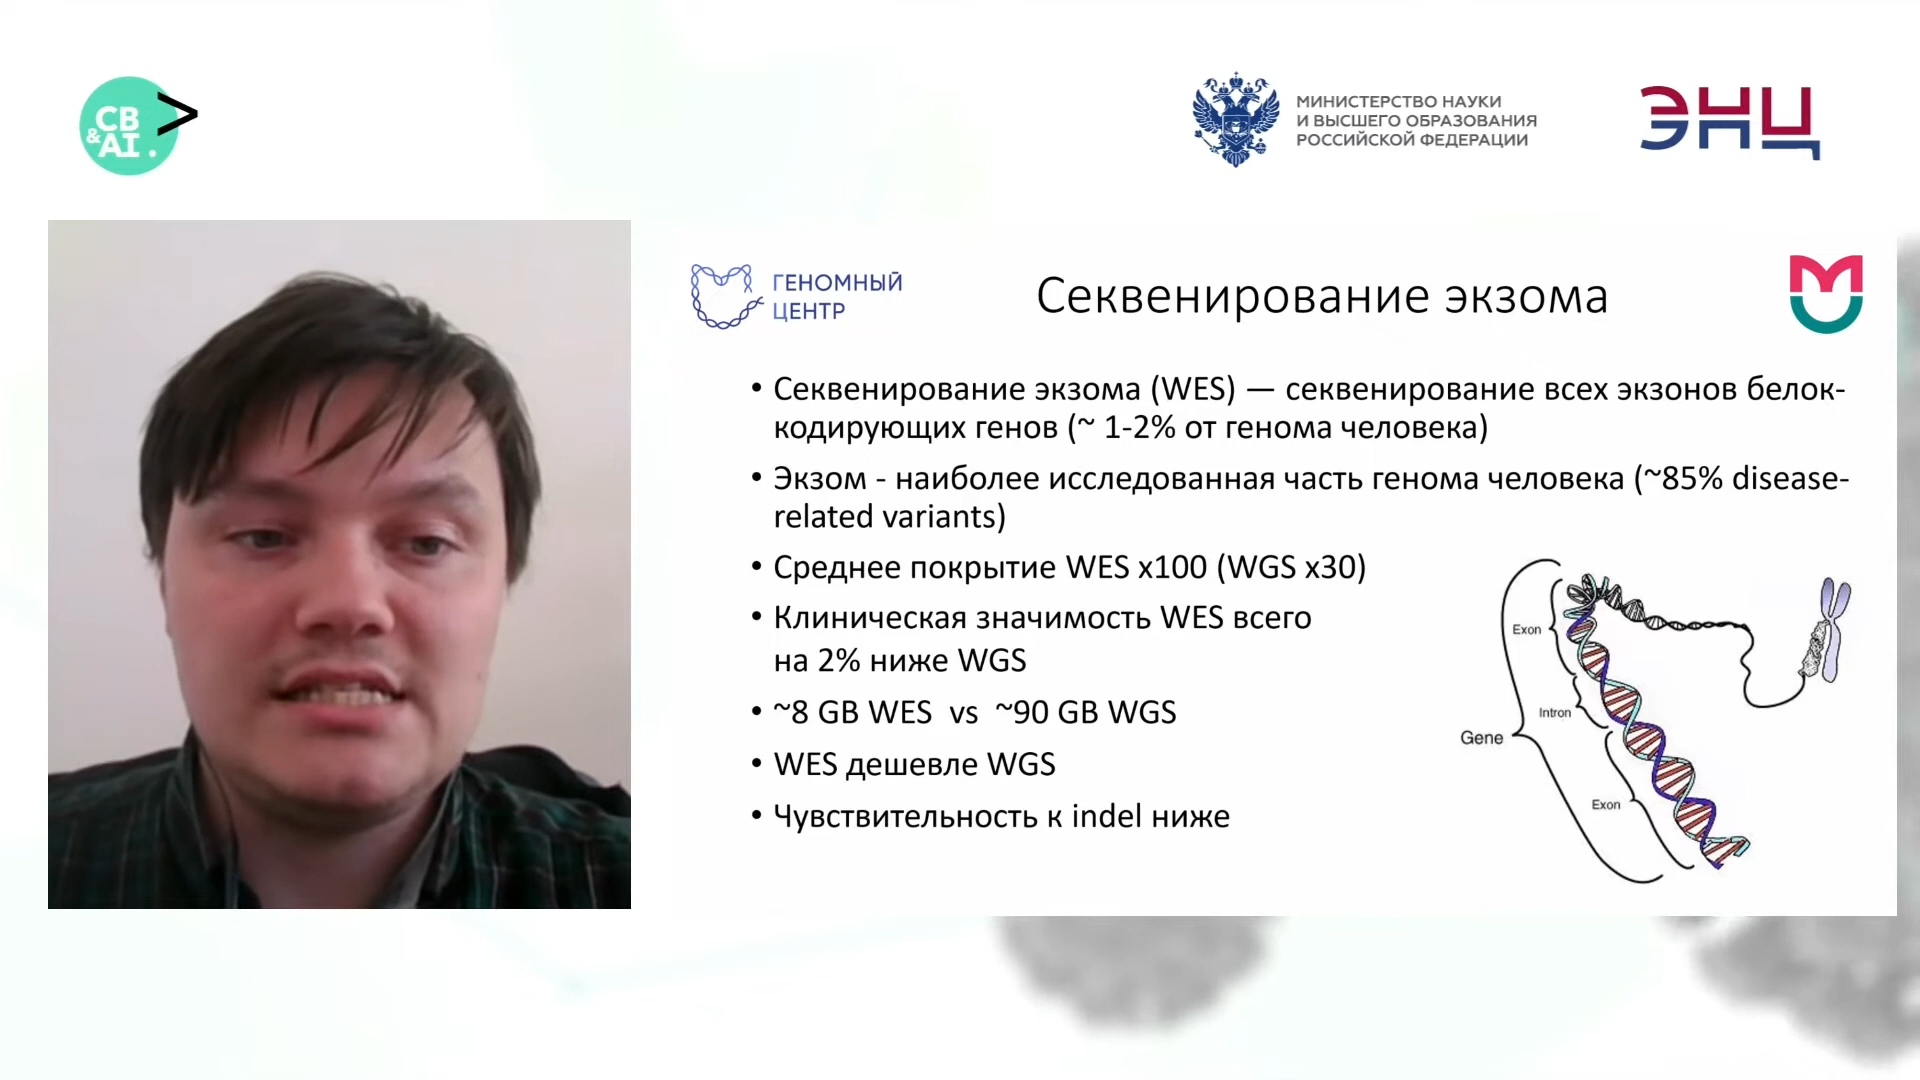 CB
&AI.
>
МИНИСТЕРСТВО НАУКИ
И ВЫСШЕГО ОБРАЗОВАНИЯ
РОССИЙСКОЙ ФЕДЕРАЦИИ
ЭНЦ
ГЕНОМНЫЙ
ЦЕНТР
Секвенирование экзома
• Секвенирование экзома (WES) — секвенирование всех экзонов белок-
кодирующих генов (~ 1-2% от генома человека)
• Экзом - наиболее исследованная часть генома человека (~85% disease-
related variants)
• Среднее покрытие WES x100 (WGS x30)
• Клиническая значимость WES всего
на 2% ниже WGS
• ~8 GB WES vs ~90 GB WGS
• WES дешевле WGS
• Чувствительность к indel ниже
Exon
Intron
Gene
Exon